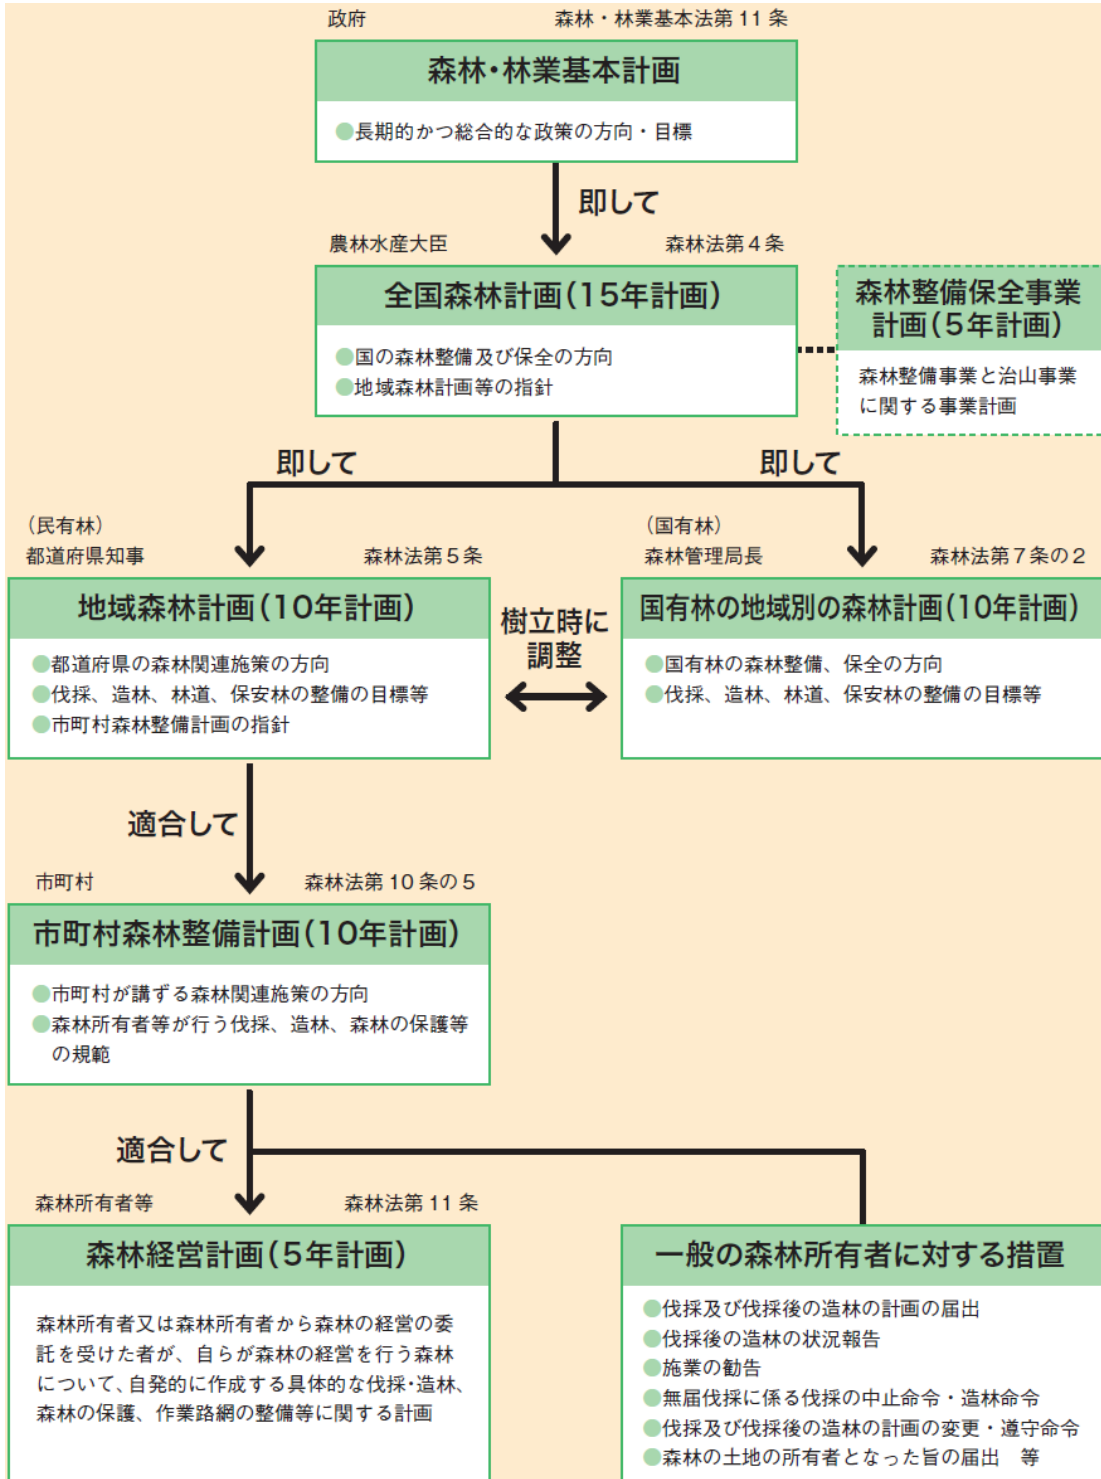 政府　森林・林業基本法第11条
森林・林業基本計画
●長期的かつ総合的な政策の方向・目標
即して
農林水産大臣　森林法第４条
全国森林計画（15年計画）
●国の森林整備及び保全の方向
●地域森林計画等の指針
森林整備保全事業
計画（5年計画）
森林整備事業と治山事業
に関する事業計画
即して
即して
（民有林）
都道府県知事　森林法第５条
地域森林計画（10年計画）
●都道府県の森林関連施策の方向
●伐採、造林、林道、保安林の整備の目標等
●市町村森林整備計画の指針
樹立時に
調整
（国有林）
森林管理局長　森林法第７条の２
国有林の地域別の森林計画（10年計画）
●国有林の森林整備、保全の方向
●伐採、造林、林道、保安林の整備の目標等
適合して
市町村　森林法第10条の５
市町村森林整備計画（10年計画）
●市町村が講ずる森林関連施策の方向
●森林所有者等が行う伐採、造林、森林の保護等
の規範
適合して
森林所有者等　森林法第11条
森林経営計画（5年計画）
森林所有者又は森林所有者から森林の経営の委
託を受けた者が、自らが森林の経営を行う森林
について、自発的に作成する具体的な伐採・造林、
森林の保護、作業路網の整備等に関する計画
一般の森林所有者に対する措置
●伐採及び伐採後の造林の計画の届出
●伐採後の造林の状況報告
●施業の勧告
●無届伐採に係る伐採の中止命令・造林命令
●伐採及び伐採後の造林の計画の変更・遵守命令
●森林の土地の所有者となった旨の届出　等